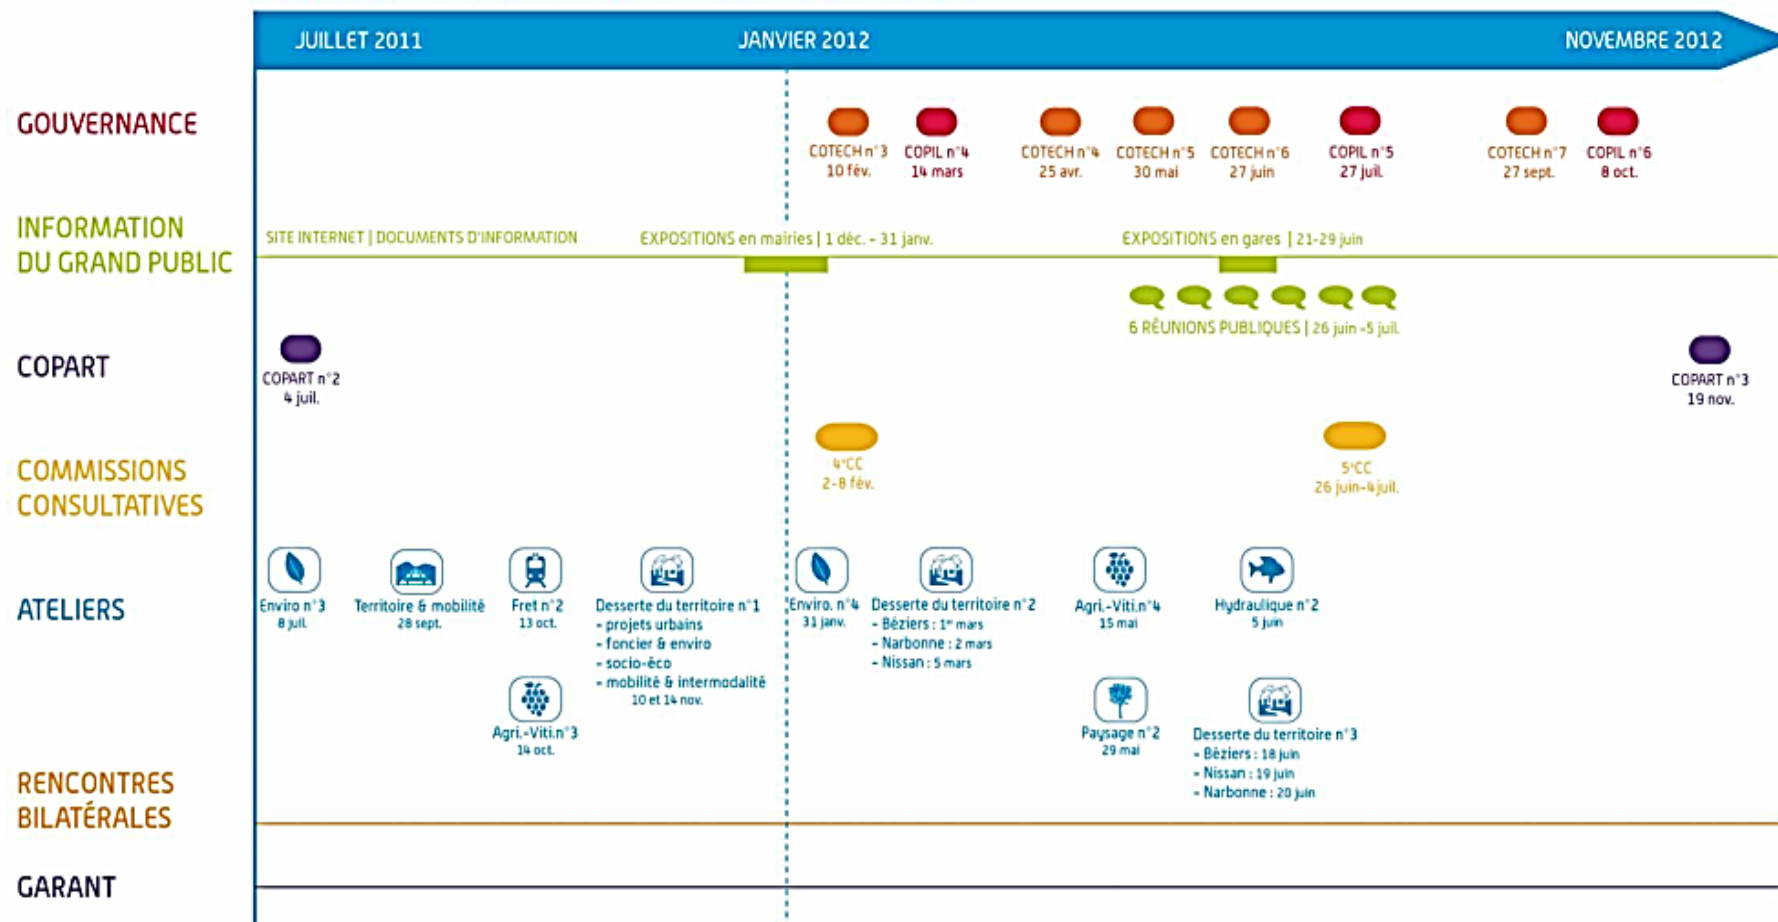 JUILLET 2011
JANVIER 2012
NOVEMBRE 2012
GOUVERNANCE
COTECH n°3
10 fév.
COPIL n°4
14 mars
COTECH n°4
25 avr.
COTECH n°5
30 mai
COTECH n°6
27 juin
COPIL n°5
27 juil.
COTECH n°7
27 sept.
COPIL n°6
8 oct.
INFORMATION
DU GRAND PUBLIC
SITE INTERNET | DOCUMENTS D'INFORMATION
EXPOSITIONS en mairies | 1 déc. - 31 janv.
EXPOSITIONS en gares | 21-29 juin
6 RÉUNIONS PUBLIQUES | 26 juin -5 juil.
COPART
COPART n°2
4 juil.
COPART n°3
19 nov.
COMMISSIONS
CONSULTATIVES
4°CC
2-8 fév.
5°CC
26 juin-4 juil.
ATELIERS
Enviro n°3
8 juil.
Territoire & mobilité
28 sept.
Fret n°2
13 oct.
Desserte du territoire n°1
- projets urbains
- foncier & enviro
- socio-éco
- mobilité & intermodalité
10 et 14 nov.
Enviro. n°4
31 janv.
Desserte du territoire n°2
- Béziers : 1er mars
- Narbonne : 2 mars
- Nissan : 5 mars
Agri.-Viti.n°4
15 mai
Hydraulique n°2
5 juin
Agri.-Viti.n°3
14 oct.
Paysage n°2
29 mai
Desserte du territoire n°3
- Béziers : 18 juin
- Nissan : 19 juin
- Narbonne : 20 juin
RENCONTRES
BILATÉRALES
GARANT